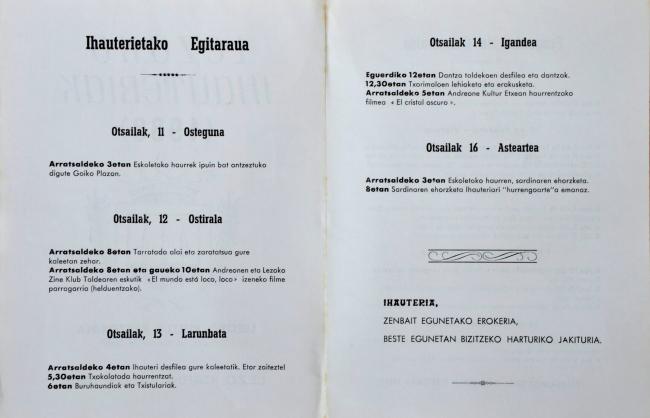 Ihauterietako Egitaraua
Otsailak, 11 - Osteguna
Arratsaldeko 3etan Eskoletako haurrek ipuin bat antzeztuko
digute Goiko Plazan.
Otsailak, 12 - Ostirala
Arratsaldeko 8etan Tarratada alai eta zaratatsua gure
kaleetan zehar.
Arratsaldeko 8etan eta gaueko 10etan Andreonen eta Lezoko
Zine Klub Taldearen eskutik «El mundo está loco, loco» izeneko filme
parragarria (helduentzako).
Otsailak, 13 - Larunbata
Arratsaldeko 4etan Ihauteri desfilea gure kaleetatik. Etor zaitezte!
5,30etan Txokolatada haurrentzat.
6etan Buruhaundiak eta Txistulariak.
Otsailak 14 - Igandea
Eguerdiko 12etan Dantza taldekoen desfilea eta dantzak.
12,30etan Txorimaloen lehiaketa eta erakusketa.
Arratsaldeko 5etan Andreone Kultur Etxean haurrentzako
filmea « El cristal oscuro ».
Otsailak 16 - Asteartea
Arratsaldeko 3etan Eskoletako haurren, sardinaren ehorzketa.
8etan Sardinaren ehorzketa Ihauteriari "hurrengoarte"a emanaz.
IHAUTERIA,
ZENBAIT EGUNETAKO EROKERIA,
BESTE EGUNETAN BIZITZEKO HARTURIKO JAKITURIA.